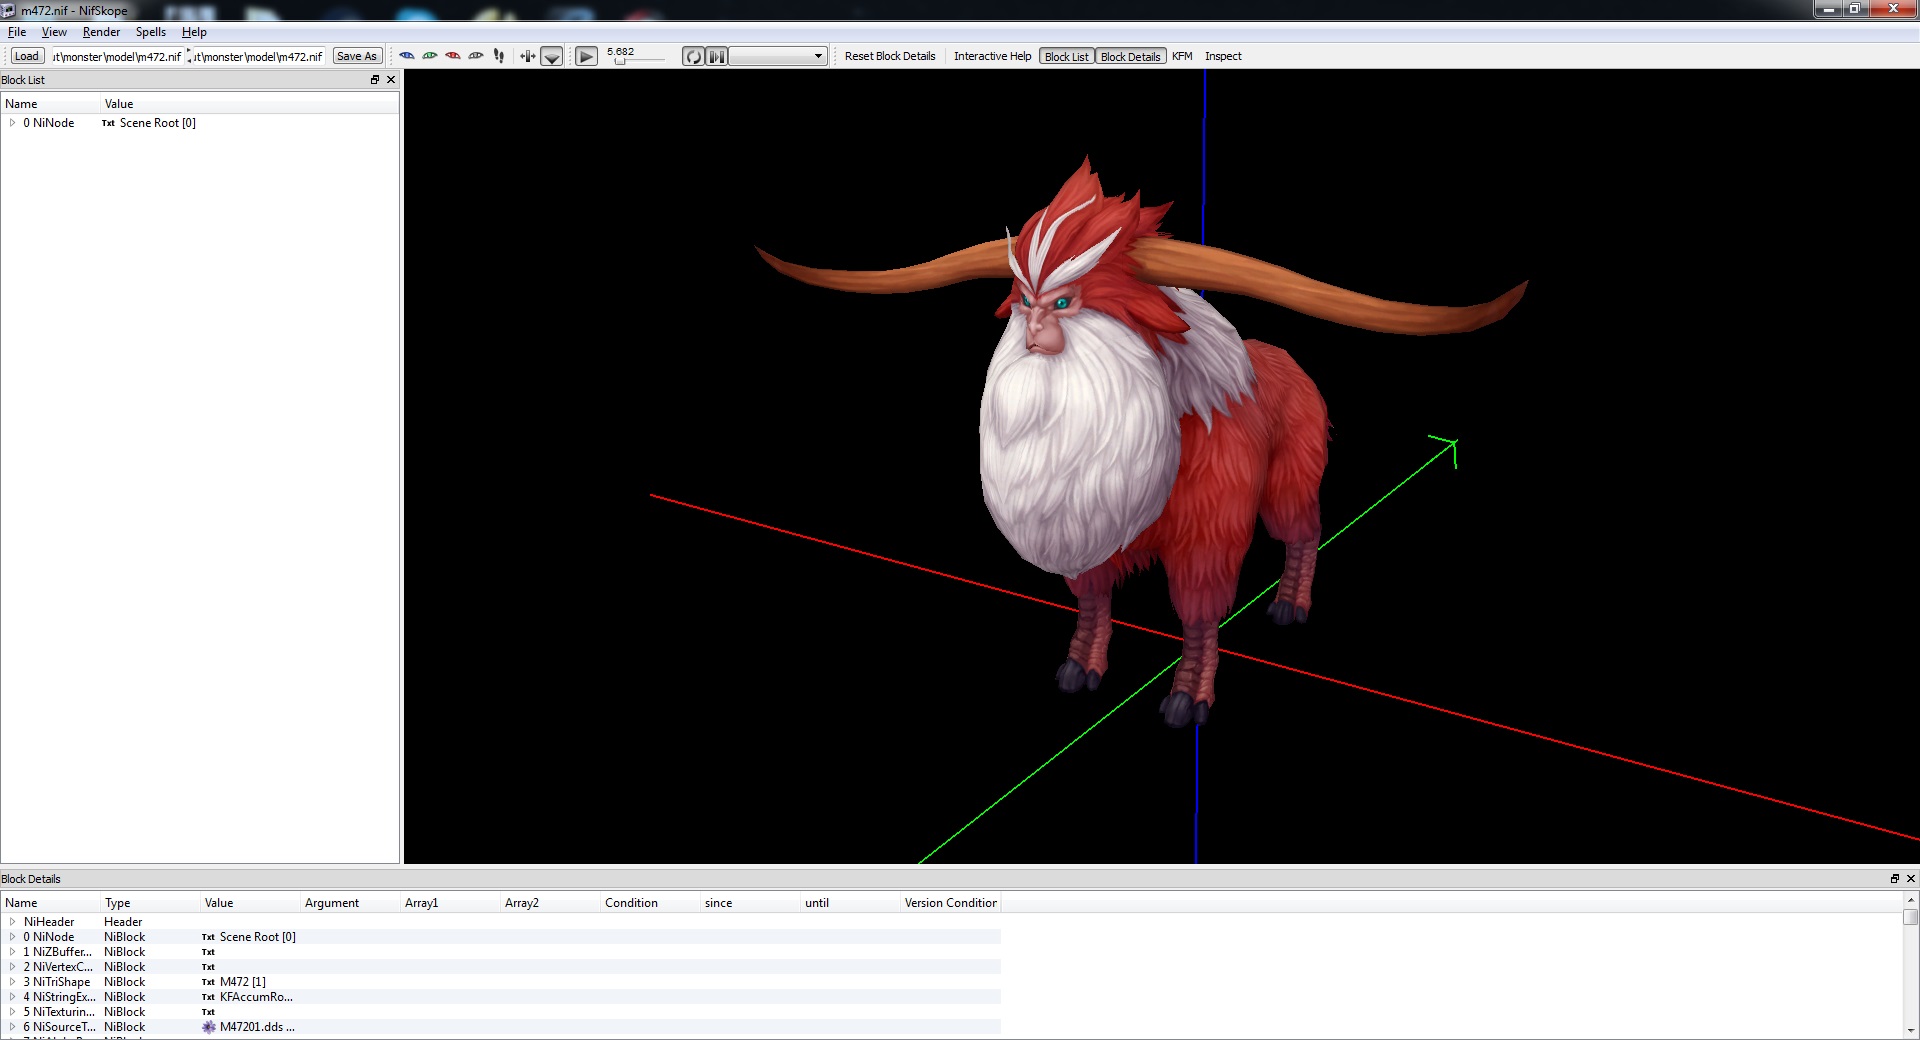 m472.nif - NifSkope
File View Render Spells Help
Load ut\monster\model\m472.nif ut\monster\model\m472.nif Save As 5.682 Reset Block Details Interactive Help Block List Block Details KFM Inspect
Block List
Name Value
0 NiNode Txt Scene Root [0]
Block Details
Name Type Value Argument Array1 Array2 Condition since until Version Condition
NiHeader Header
0 NiNode NiBlock Txt Scene Root [0]
1 NiZBuffer... NiBlock Txt
2 NiVertexC... NiBlock Txt
3 NiTriShape NiBlock Txt M472 [1]
4 NiStringEx... NiBlock Txt KFAccumRo...
5 NiTexturin... NiBlock Txt
6 NiSourceT... NiBlock M47201.dds ...